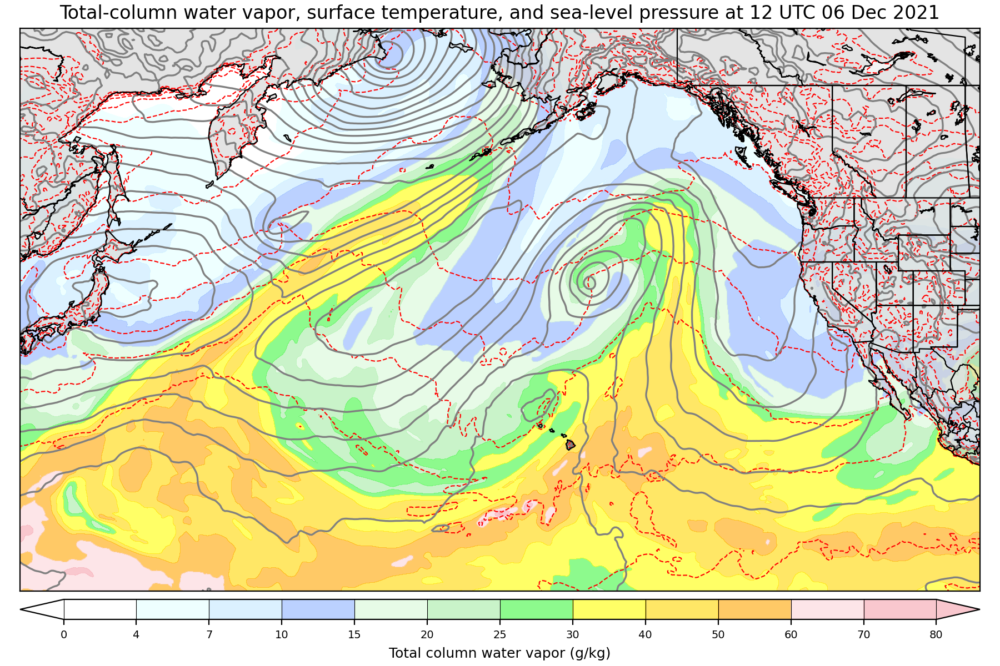 Total-column water vapor, surface temperature, and sea-level pressure at 12 UTC 06 Dec 2021
0 4 7 10 15 20 25 30 40 50 60 70 80
Total column water vapor (g/kg)